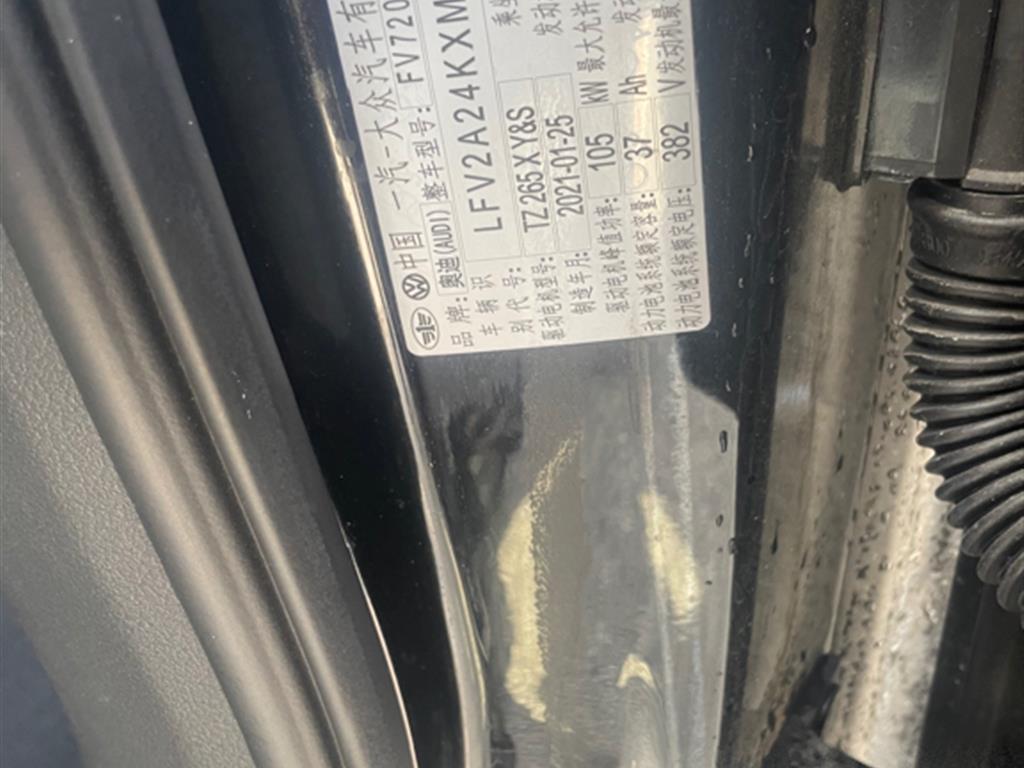 中国 一汽-大众汽车有
品牌: 奥迪(AUDI) 整车型号: FV720
车辆识别代号: LFV2A24KXM 乘坐
驱动电机型号: TZ265XY&S 发动
制造年月: 2021-01-25 最大允许
驱动电机峰值功率: 105 kW 发动
动力电池系统额定容量: 37 Ah
动力电池系统额定电压: 382 V 发动机最